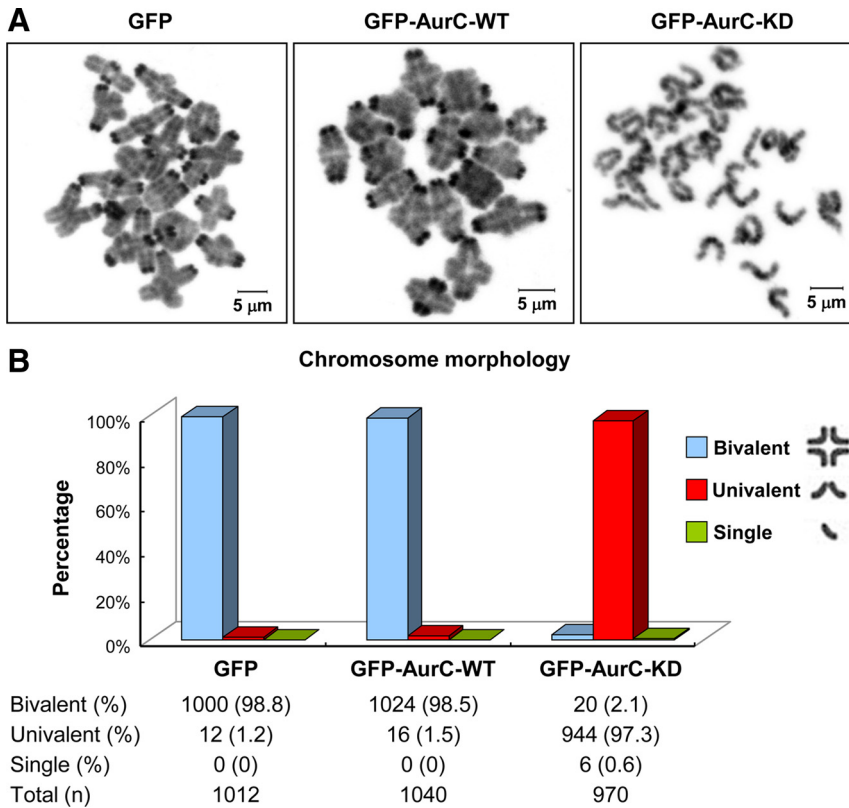 A
GFP
GFP-AurC-WT
GFP-AurC-KD
5 µm
5 µm
5 µm
B
Chromosome morphology
Percentage
100%
80%
60%
40%
20%
0%
Bivalent
Univalent
Single
GFP
GFP-AurC-WT
GFP-AurC-KD
Bivalent (%) 1000 (98.8) 1024 (98.5) 20 (2.1)
Univalent (%) 12 (1.2) 16 (1.5) 944 (97.3)
Single (%) 0 (0) 0 (0) 6 (0.6)
Total (n) 1012 1040 970